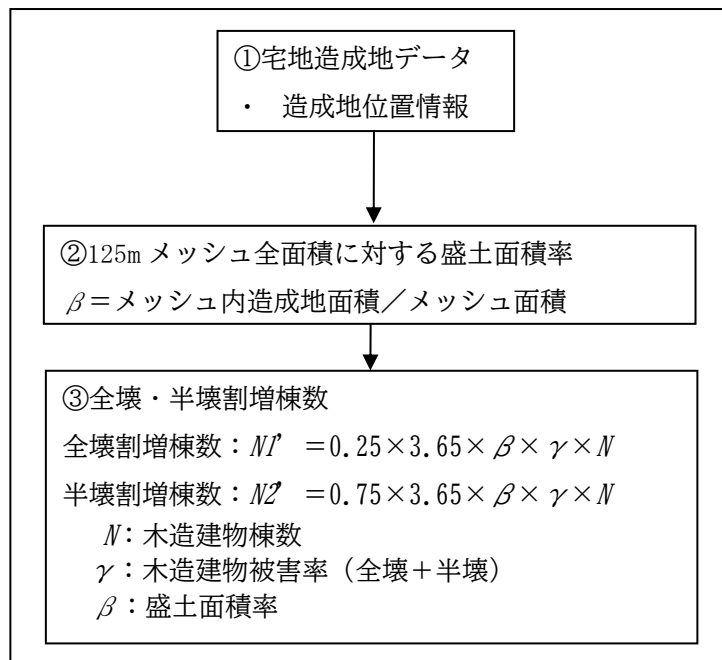 ①宅地造成地データ
・ 造成地位置情報
②125m メッシュ全面積に対する盛土面積率
β＝メッシュ内造成地面積／メッシュ面積
③全壊・半壊割増棟数
全壊割増棟数：N1’ ＝0.25×3.65×β×γ×N
半壊割増棟数：N2’ ＝0.75×3.65×β×γ×N
N：木造建物棟数
γ：木造建物被害率（全壊＋半壊）
β：盛土面積率